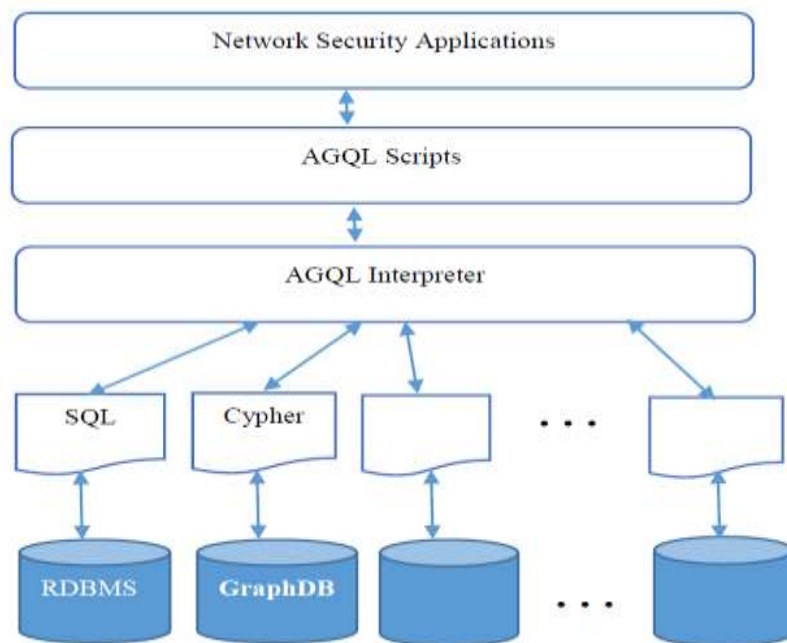 Network Security Applications
AGQL Scripts
AGQL Interpreter
SQL
Cypher
. . .
RDBMS
GraphDB
. . .